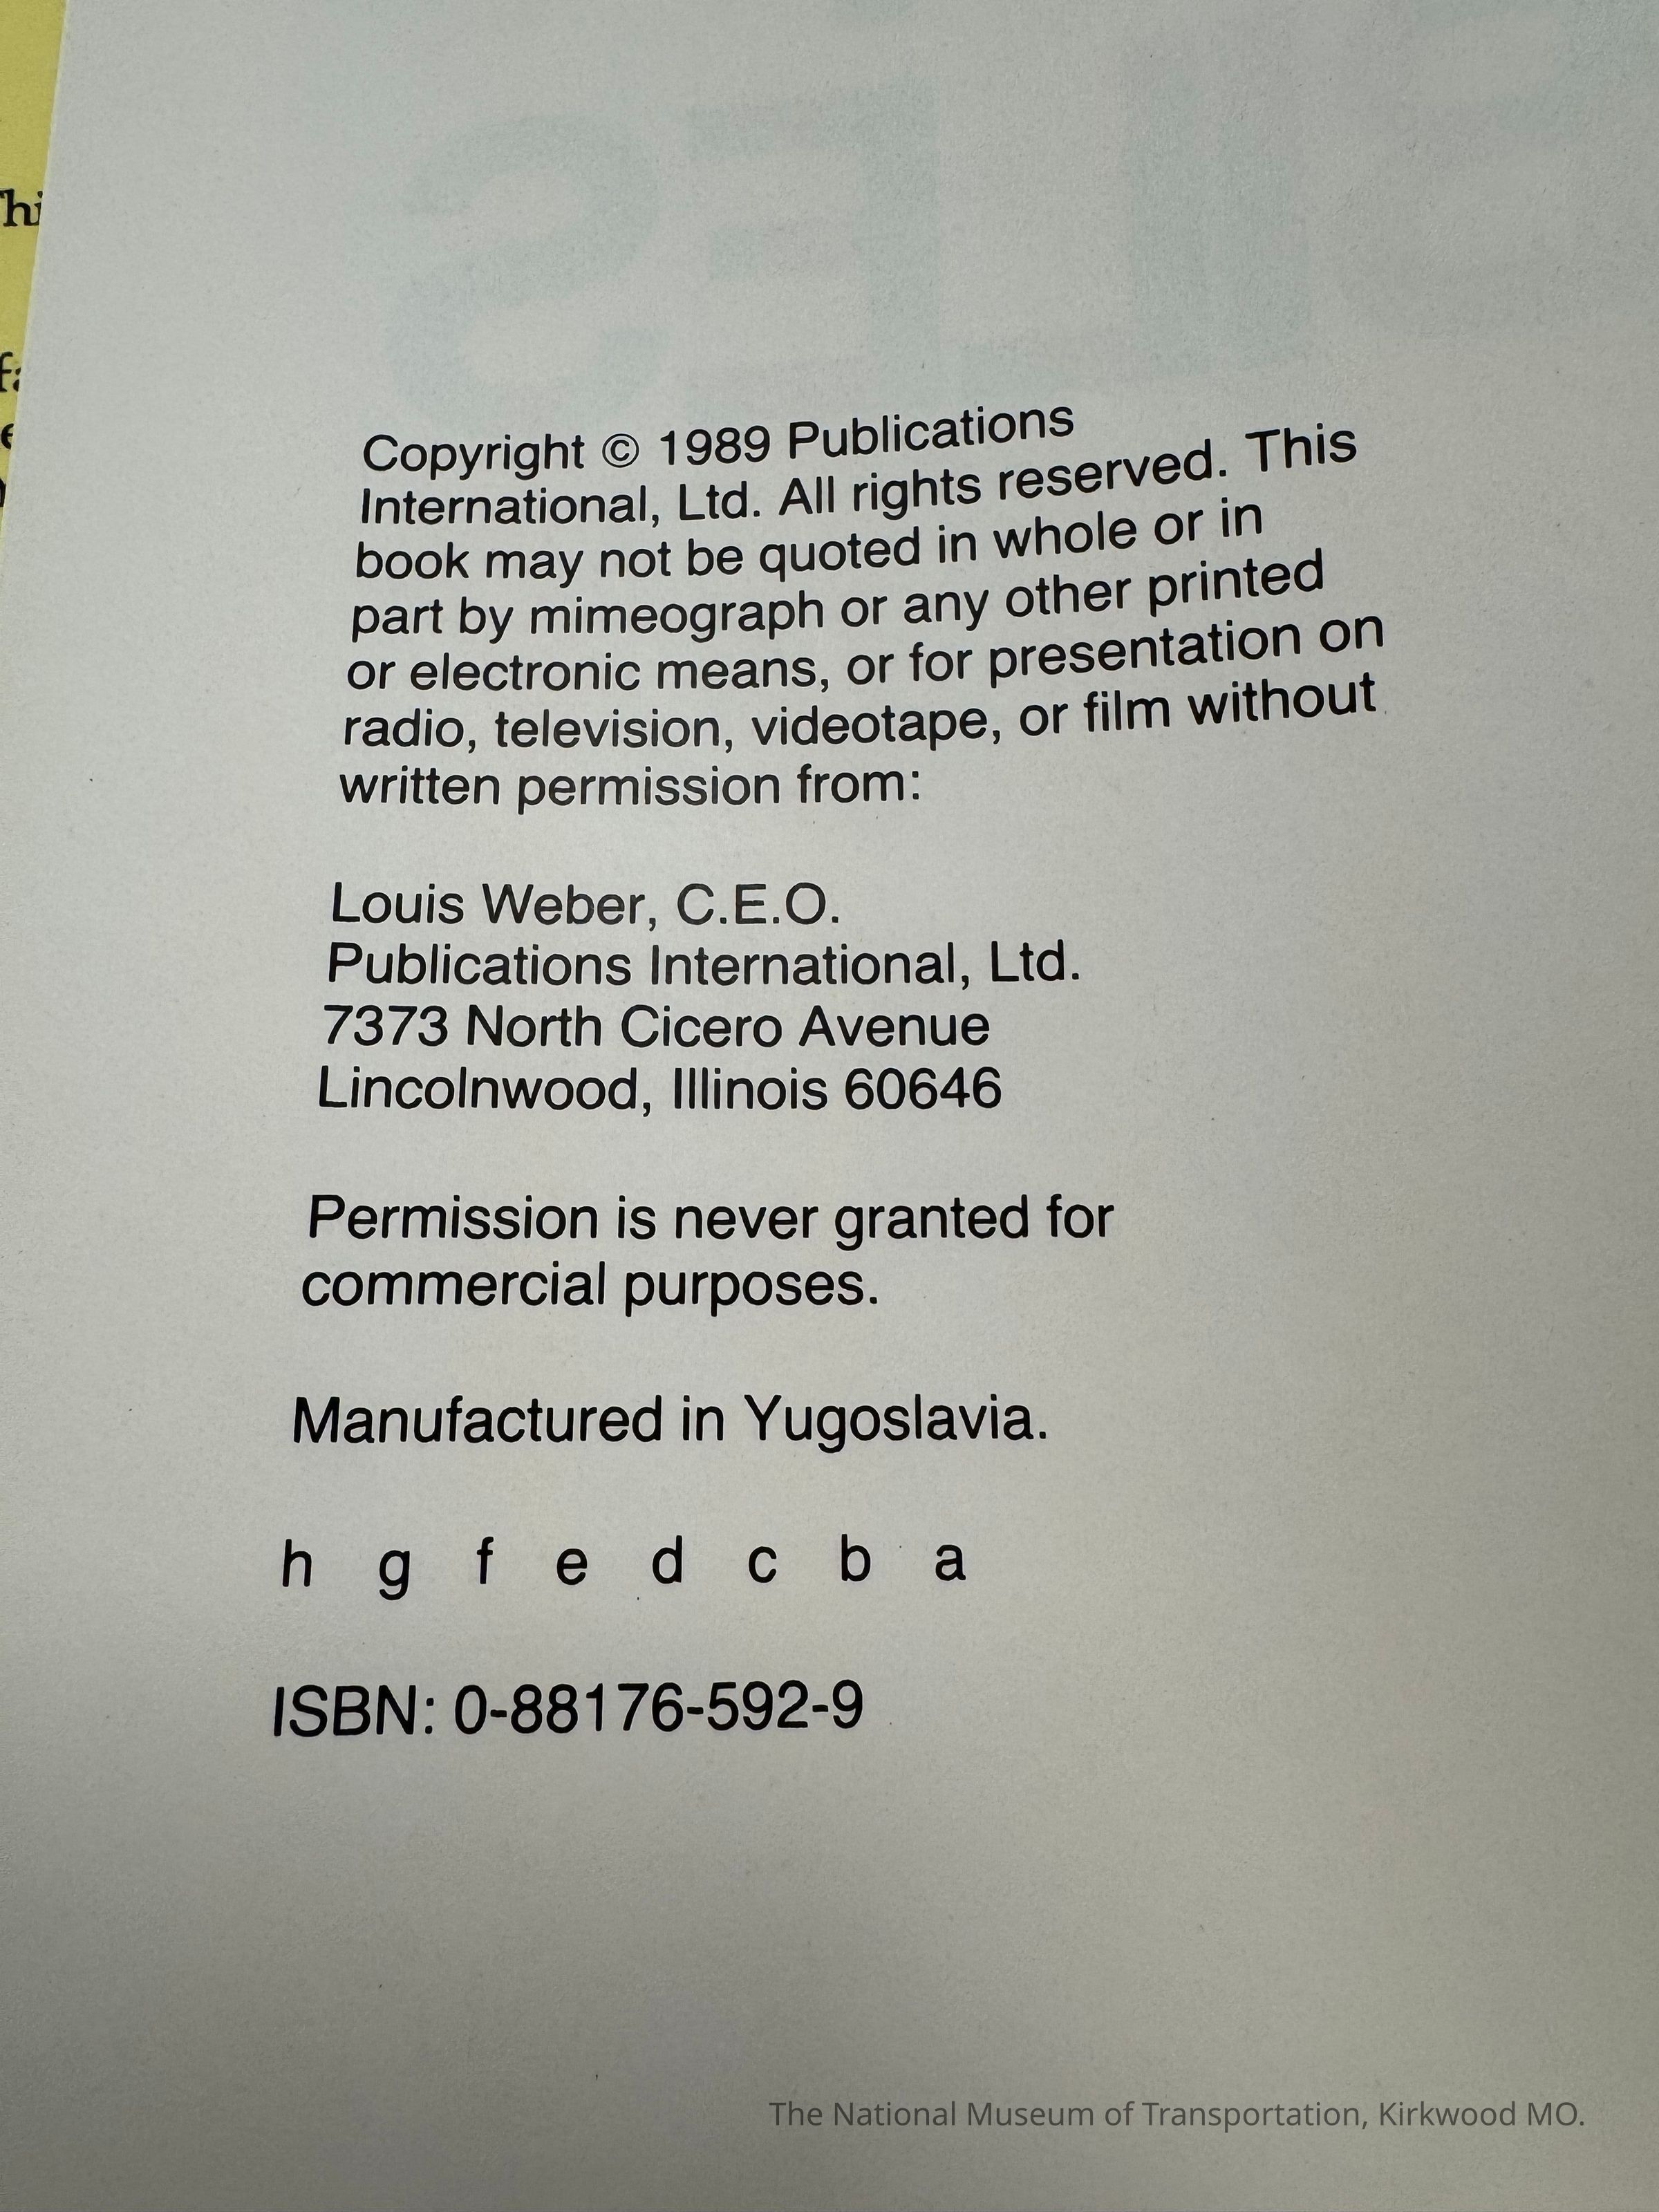 Copyright © 1989 Publications
International, Ltd. All rights reserved. This
book may not be quoted in whole or in
part by mimeograph or any other printed
or electronic means, or for presentation on
radio, television, videotape, or film without
written permission from:
Louis Weber, C.E.O.
Publications International, Ltd.
7373 North Cicero Avenue
Lincolnwood, Illinois 60646
Permission is never granted for
commercial purposes.
Manufactured in Yugoslavia.
h g f e d c b a
ISBN: 0-88176-592-9
The National Museum of Transportation, Kirkwood MO.